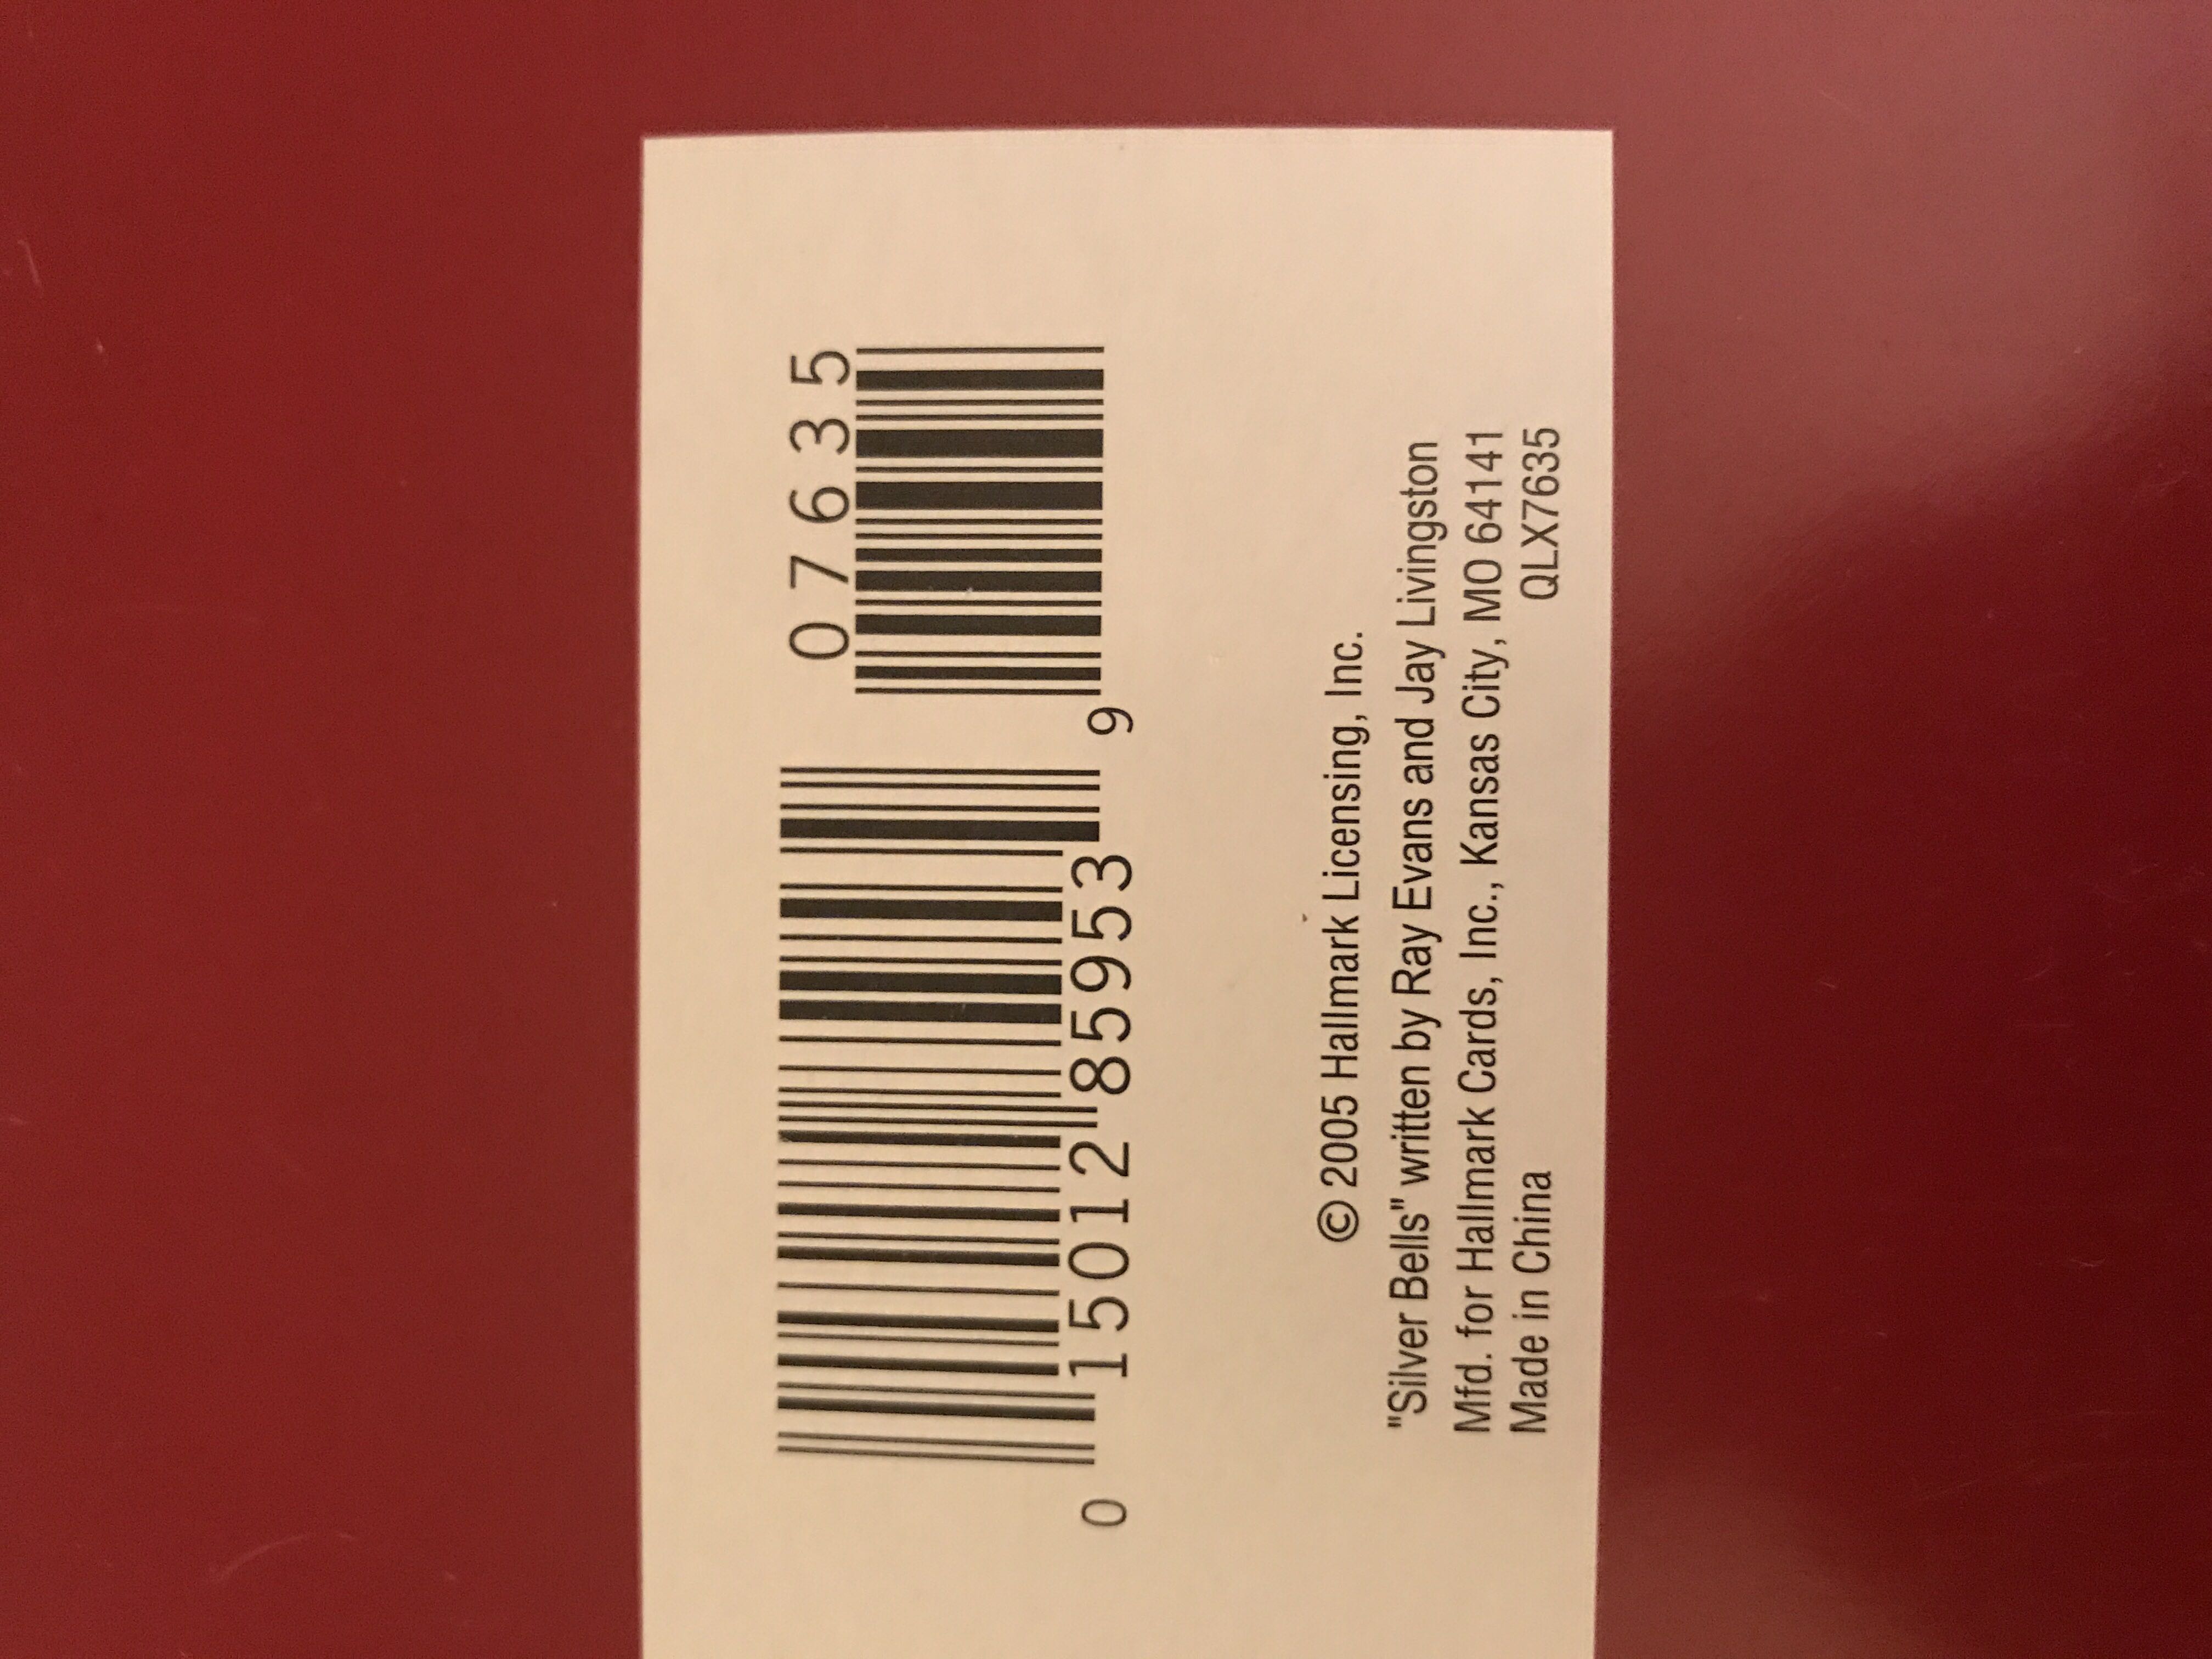 07635
0 15012 85953 9
© 2005 Hallmark Licensing, Inc.
"Silver Bells" written by Ray Evans and Jay Livingston
Mfd. for Hallmark Cards, Inc., Kansas City, MO 64141
Made in China QLX7635